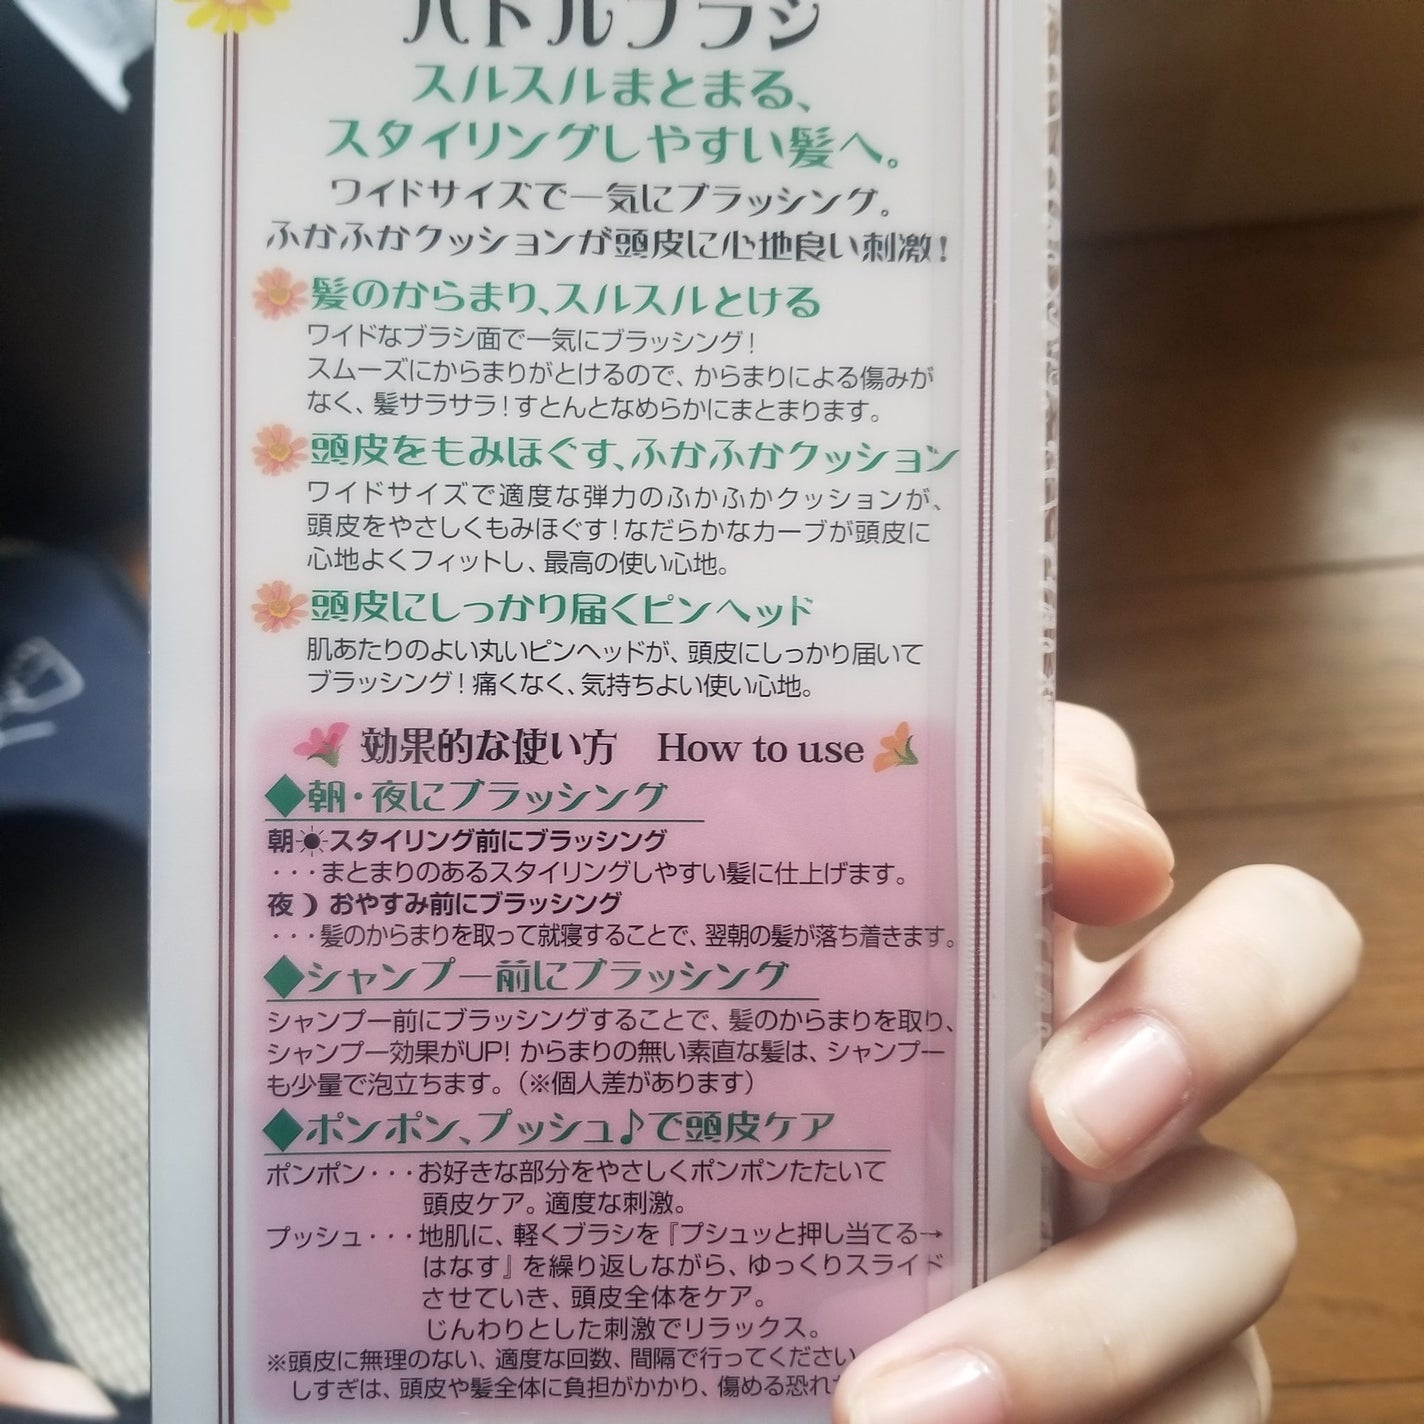 パドルブラシ
スルスルまとまる、
スタイリングしやすい髪へ。
ワイドサイズで一気にブラッシング。
ふかふかクッションが頭皮に心地良い刺激!
髪のからまり、スルスルとける
ワイドなブラシ面で一気にブラッシング!
スムーズにからまりがとけるので、からまりによる傷みが
なく、髪サラサラ!すとんとなめらかにまとまります。
頭皮をもみほぐす、ふかふかクッション
ワイドサイズで適度な弾力のふかふかクッションが、
頭皮をやさしくもみほぐす!なだらかなカーブが頭皮に
心地よくフィットし、最高の使い心地。
頭皮にしっかり届くピンヘッド
肌あたりのよい丸いピンヘッドが、頭皮にしっかり届いて
ブラッシング!痛くなく、気持ちよい使い心地。
効果的な使い方 How to use
◆朝・夜にブラッシング
朝☀スタイリング前にブラッシング
・・・まとまりのあるスタイリングしやすい髪に仕上げます。
夜☽おやすみ前にブラッシング
・・・髪のからまりを取って就寝することで、翌朝の髪が落ち着きます。
◆シャンプー前にブラッシング
シャンプー前にブラッシングすることで、髪のからまりを取り、
シャンプー効果がUP!からまりの無い素直な髪は、シャンプー
も少量で泡立ちます。(※個人差があります)
◆ポンポン、プッシュ♪で頭皮ケア
ポンポン・・・お好きな部分をやさしくポンポンたたいて
頭皮ケア。適度な刺激。
プッシュ・・・地肌に、軽くブラシを『プシュッと押し当てる→
はなす』を繰り返しながら、ゆっくりスライド
させていき、頭皮全体をケア。
じんわりとした刺激でリラックス。
※頭皮に無理のない、適度な回数、間隔で行ってください
しすぎは、頭皮や髪全体に負担がかかり、傷める恐れ